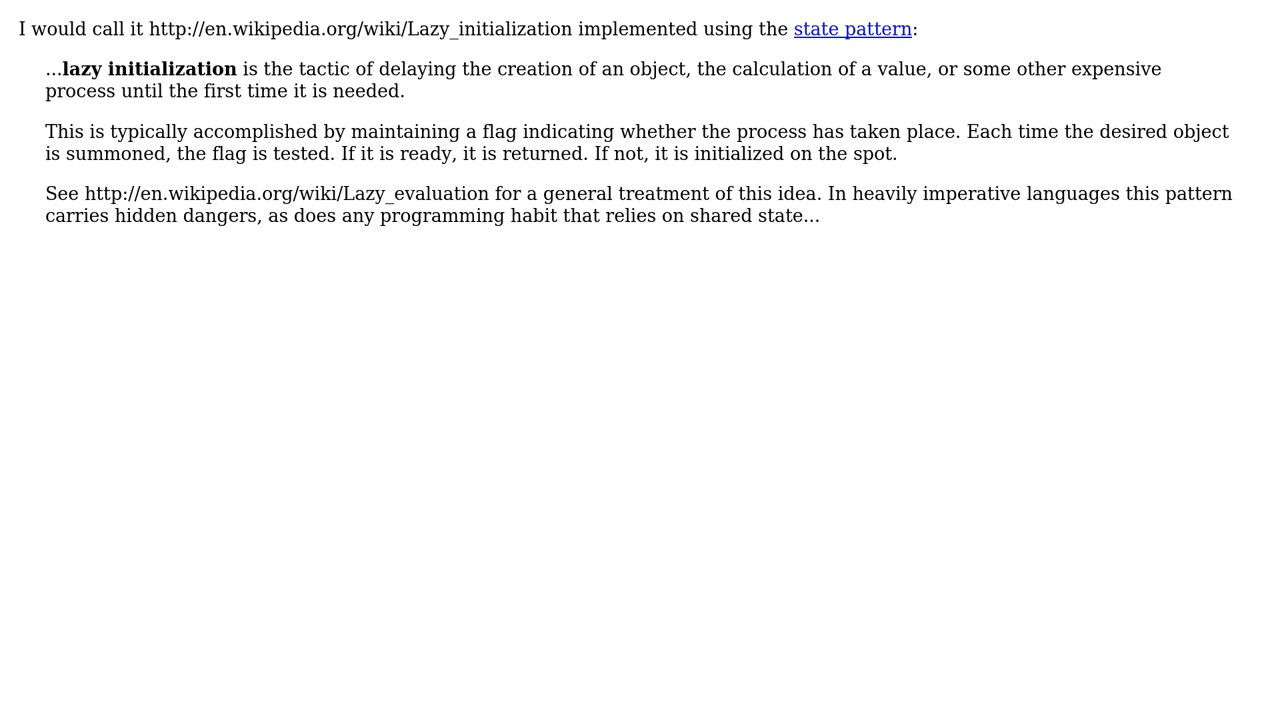 I would call it http://en.wikipedia.org/wiki/Lazy_initialization implemented using the state pattern:
...lazy initialization is the tactic of delaying the creation of an object, the calculation of a value, or some other expensive
process until the first time it is needed.
This is typically accomplished by maintaining a flag indicating whether the process has taken place. Each time the desired object
is summoned, the flag is tested. If it is ready, it is returned. If not, it is initialized on the spot.
See http://en.wikipedia.org/wiki/Lazy_evaluation for a general treatment of this idea. In heavily imperative languages this pattern
carries hidden dangers, as does any programming habit that relies on shared state...